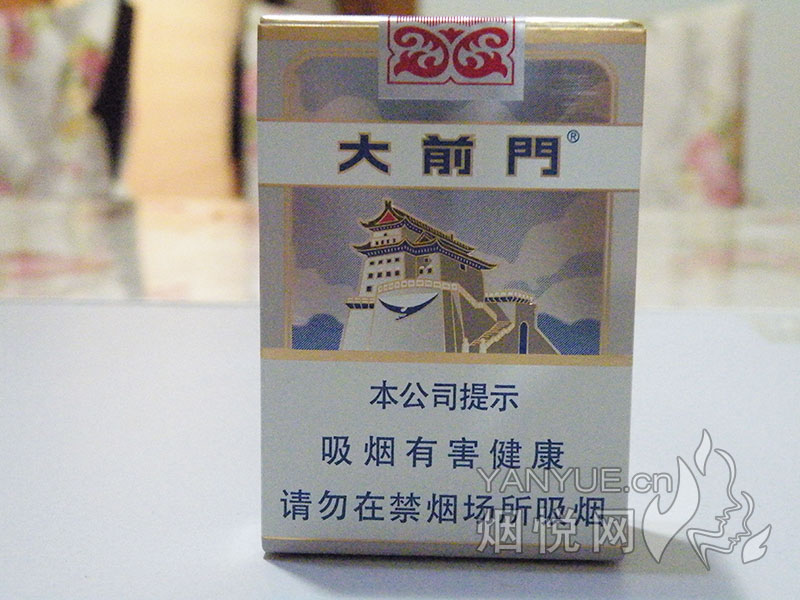 大前門®
本公司提示
吸烟有害健康
请勿在禁烟场所吸烟
YANYUE.cn
烟悦网